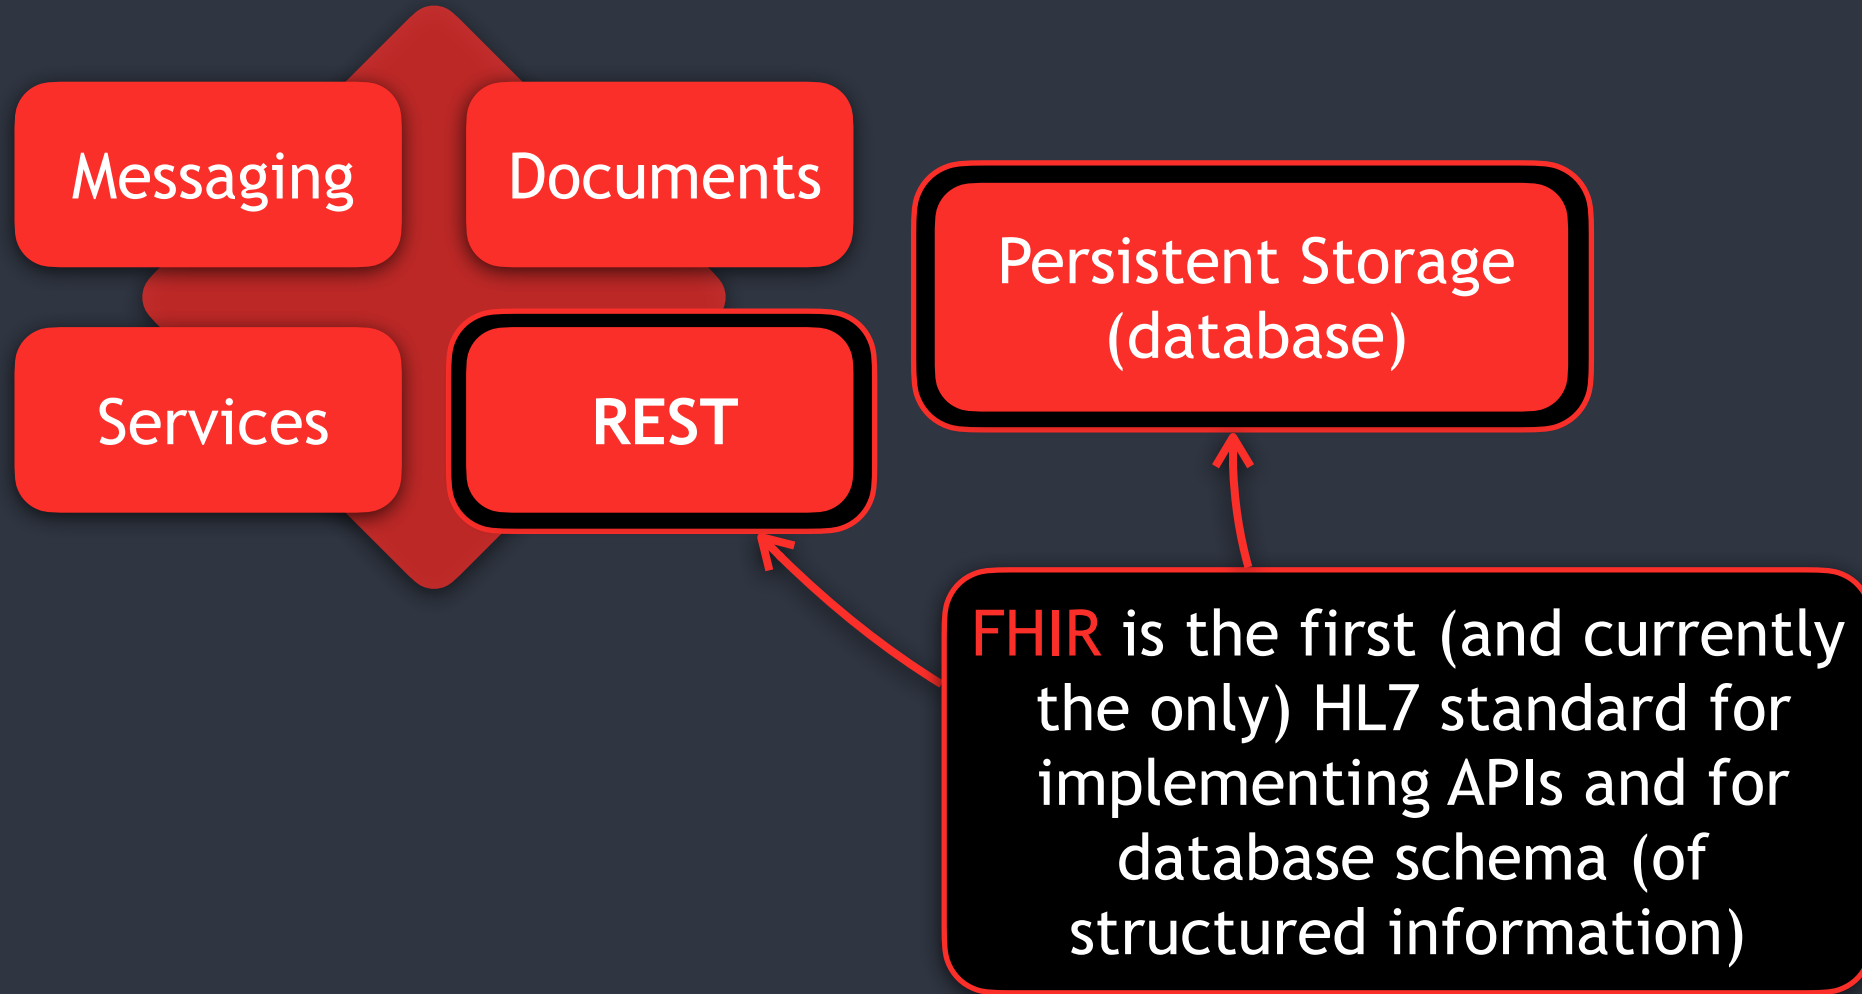 Messaging
Documents
Services
REST
Persistent Storage
(database)
FHIR is the first (and currently
the only) HL7 standard for
implementing APIs and for
database schema (of
structured information)